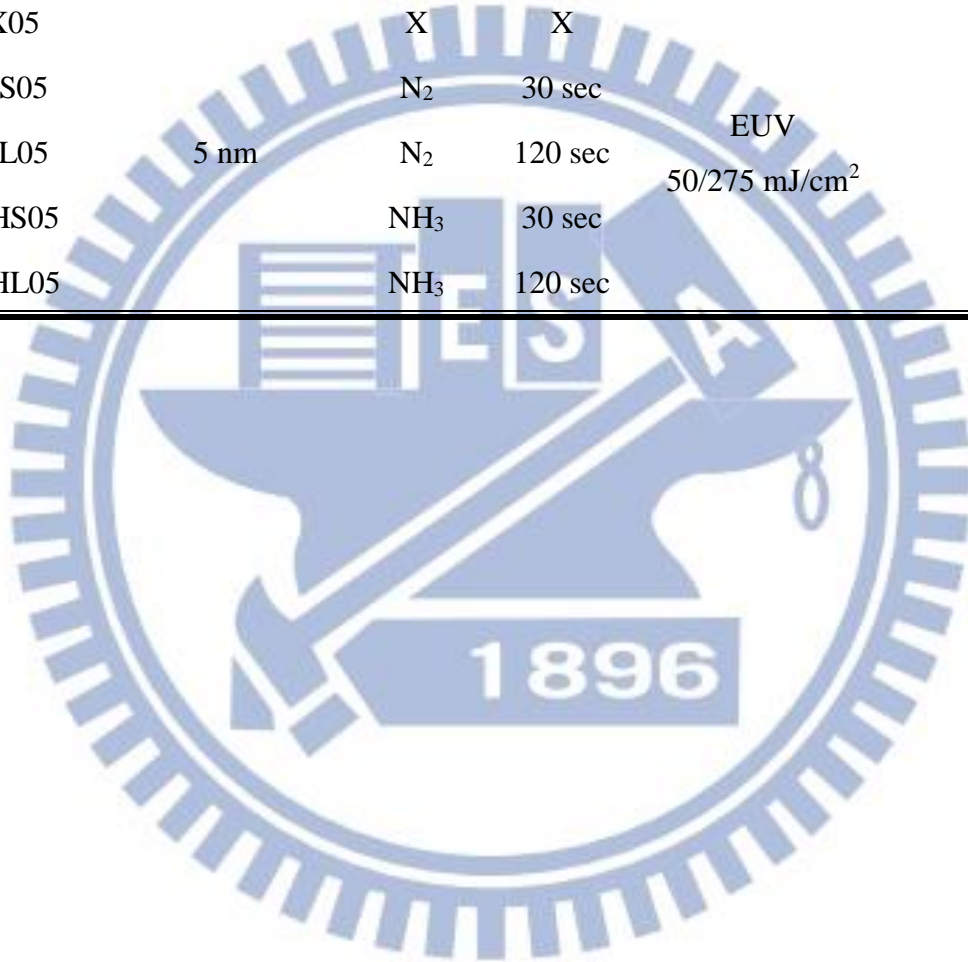 X05 X X
S05 N₂ 30 sec
EUV
L05 5 nm N₂ 120 sec
50/275 mJ/cm²
HS05 NH₃ 30 sec
HL05 NH₃ 120 sec
E S A
1896